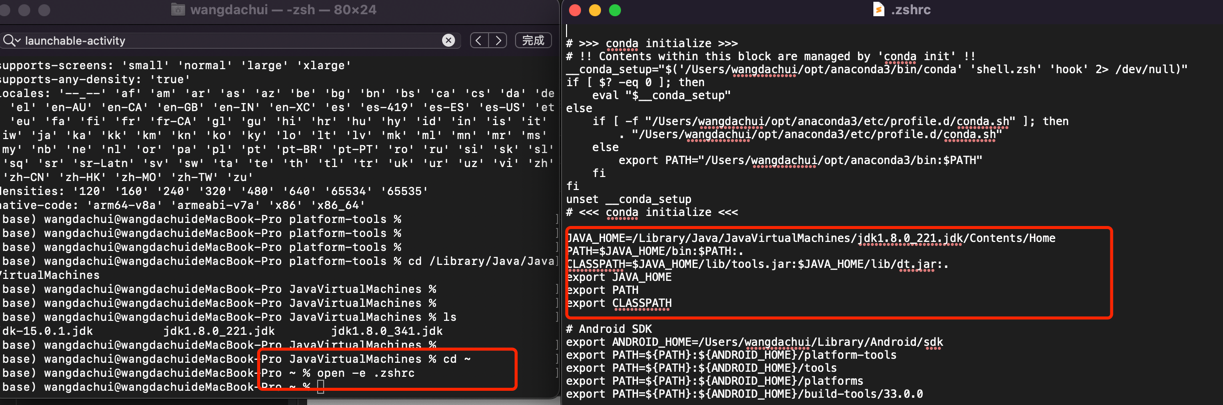 wangdachui — -zsh — 80×24
launchable-activity
完成
supports-screens: 'small' 'normal' 'large' 'xlarge'
supports-any-density: 'true'
locales: '--_--' 'af' 'am' 'ar' 'as' 'az' 'be' 'bg' 'bn' 'bs' 'ca' 'cs' 'da' 'de
' 'el' 'en-AU' 'en-CA' 'en-GB' 'en-IN' 'en-XC' 'es' 'es-419' 'es-ES' 'es-US' 'et
' 'eu' 'fa' 'fi' 'fr' 'fr-CA' 'gl' 'gu' 'hi' 'hr' 'hu' 'hy' 'id' 'in' 'is' 'it'
'iw' 'ja' 'ka' 'kk' 'km' 'kn' 'ko' 'ky' 'lo' 'lt' 'lv' 'mk' 'ml' 'mn' 'mr' 'ms'
'my' 'nb' 'ne' 'nl' 'or' 'pa' 'pl' 'pt' 'pt-BR' 'pt-PT' 'ro' 'ru' 'si' 'sk' 'sl'
'sq' 'sr' 'sr-Latn' 'sv' 'sw' 'ta' 'te' 'th' 'tl' 'tr' 'uk' 'ur' 'uz' 'vi' 'zh'
'zh-CN' 'zh-HK' 'zh-MO' 'zh-TW' 'zu'
densities: '120' '160' '240' '320' '480' '640' '65534' '65535'
native-code: 'arm64-v8a' 'armeabi-v7a' 'x86' 'x86_64'
base) wangdachui@wangdachuideMacBook-Pro platform-tools %
base) wangdachui@wangdachuideMacBook-Pro platform-tools %
base) wangdachui@wangdachuideMacBook-Pro platform-tools %
base) wangdachui@wangdachuideMacBook-Pro platform-tools % cd /Library/Java/Java
VirtualMachines
base) wangdachui@wangdachuideMacBook-Pro JavaVirtualMachines %
base) wangdachui@wangdachuideMacBook-Pro JavaVirtualMachines %
base) wangdachui@wangdachuideMacBook-Pro JavaVirtualMachines % ls
dk-15.0.1.jdk jdk1.8.0_221.jdk jdk1.8.0_341.jdk
base) wangdachui@wangdachuideMacBook-Pro JavaVirtualMachines %
base) wangdachui@wangdachuideMacBook-Pro JavaVirtualMachines % cd ~
base) wangdachui@wangdachuideMacBook-Pro ~ % open -e .zshrc
base) wangdachui@wangdachuideMacBook-Pro ~ %
.zshrc
# >>> conda initialize >>>
# !! Contents within this block are managed by 'conda init' !!
__conda_setup="$('/Users/wangdachui/opt/anaconda3/bin/conda' 'shell.zsh' 'hook' 2> /dev/null)"
if [ $? -eq 0 ]; then
eval "$__conda_setup"
else
if [ -f "/Users/wangdachui/opt/anaconda3/etc/profile.d/conda.sh" ]; then
. "/Users/wangdachui/opt/anaconda3/etc/profile.d/conda.sh"
else
export PATH="/Users/wangdachui/opt/anaconda3/bin:$PATH"
fi
fi
unset __conda_setup
# <<< conda initialize <<<
JAVA_HOME=/Library/Java/JavaVirtualMachines/jdk1.8.0_221.jdk/Contents/Home
PATH=$JAVA_HOME/bin:$PATH:.
CLASSPATH=$JAVA_HOME/lib/tools.jar:$JAVA_HOME/lib/dt.jar:.
export JAVA_HOME
export PATH
export CLASSPATH
# Android SDK
export ANDROID_HOME=/Users/wangdachui/Library/Android/sdk
export PATH=${PATH}:${ANDROID_HOME}/platform-tools
export PATH=${PATH}:${ANDROID_HOME}/tools
export PATH=${PATH}:${ANDROID_HOME}/platforms
export PATH=${PATH}:${ANDROID_HOME}/build-tools/33.0.0